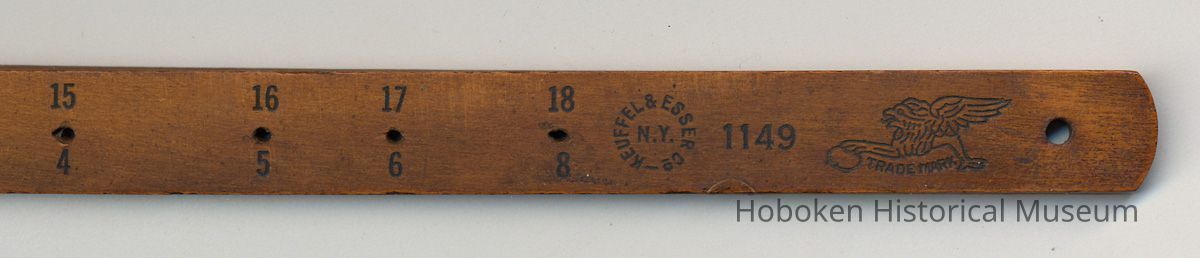 15 16 17 18
4 5 6 8
KEUFFEL & ESSER CO
N.Y.
1149
TRADE MARK
Hoboken Historical Museum